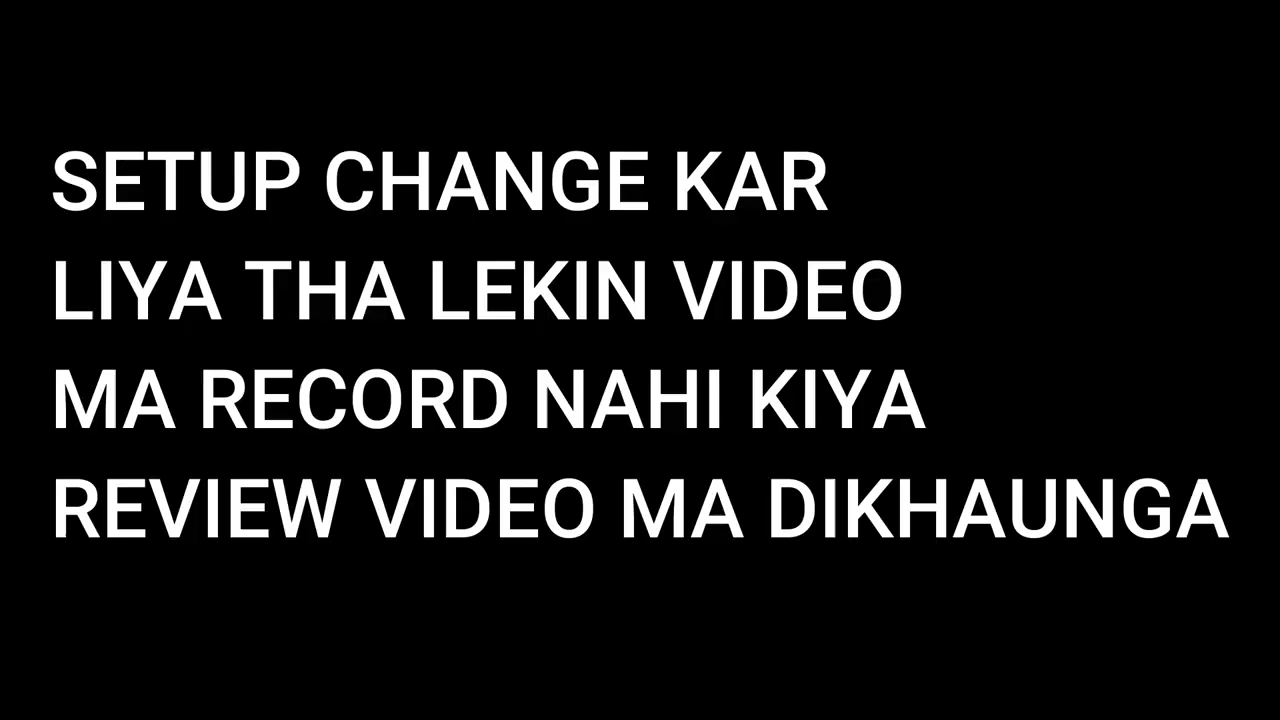 SETUP CHANGE KAR
LIYA THA LEKIN VIDEO
MA RECORD NAHI KIYA
REVIEW VIDEO MA DIKHAUNGA